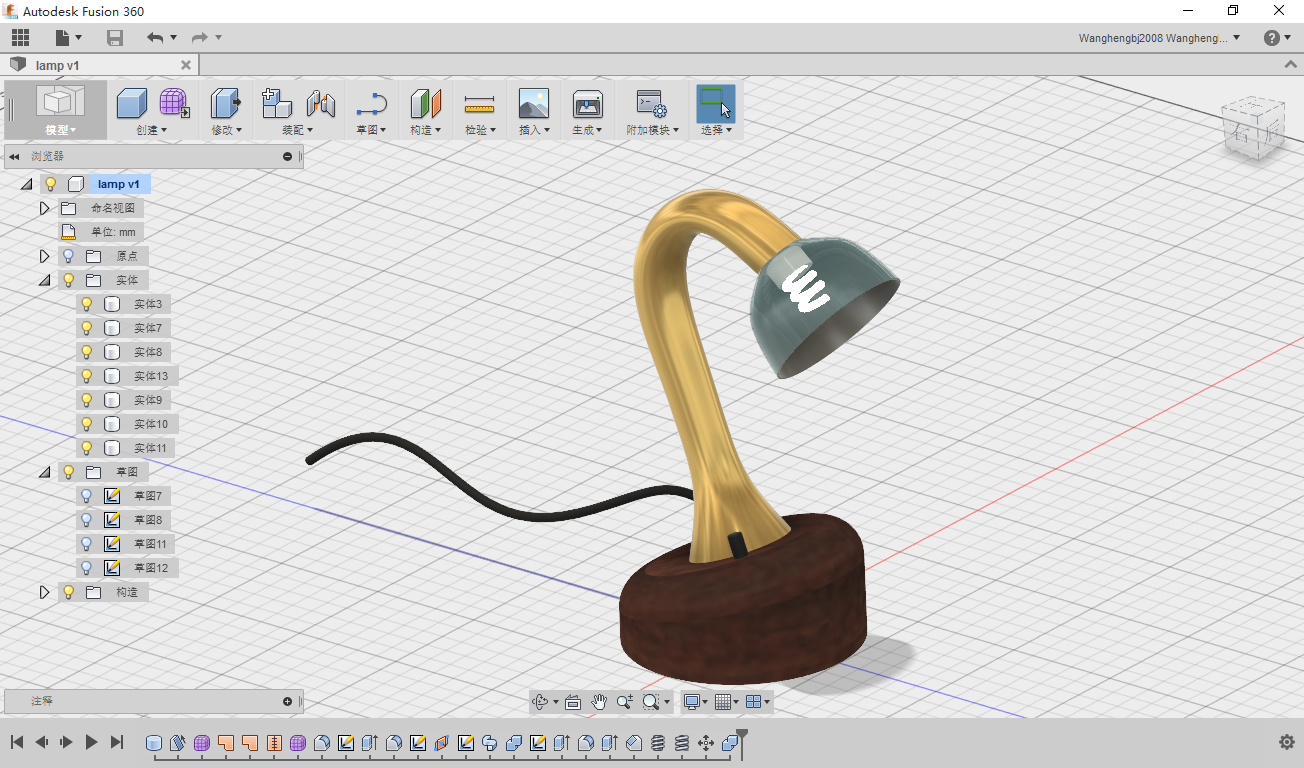 Autodesk Fusion 360
Wanghengbj2008 Wanghengl...
lamp v1
模型
创建
修改
装配
草图
构造
检验
插入
生成
附加模块
选择
浏览器
lamp v1
命名视图
单位: mm
原点
实体
实体3
实体7
实体8
实体13
实体9
实体10
实体11
草图
草图7
草图8
草图11
草图12
构造
注释